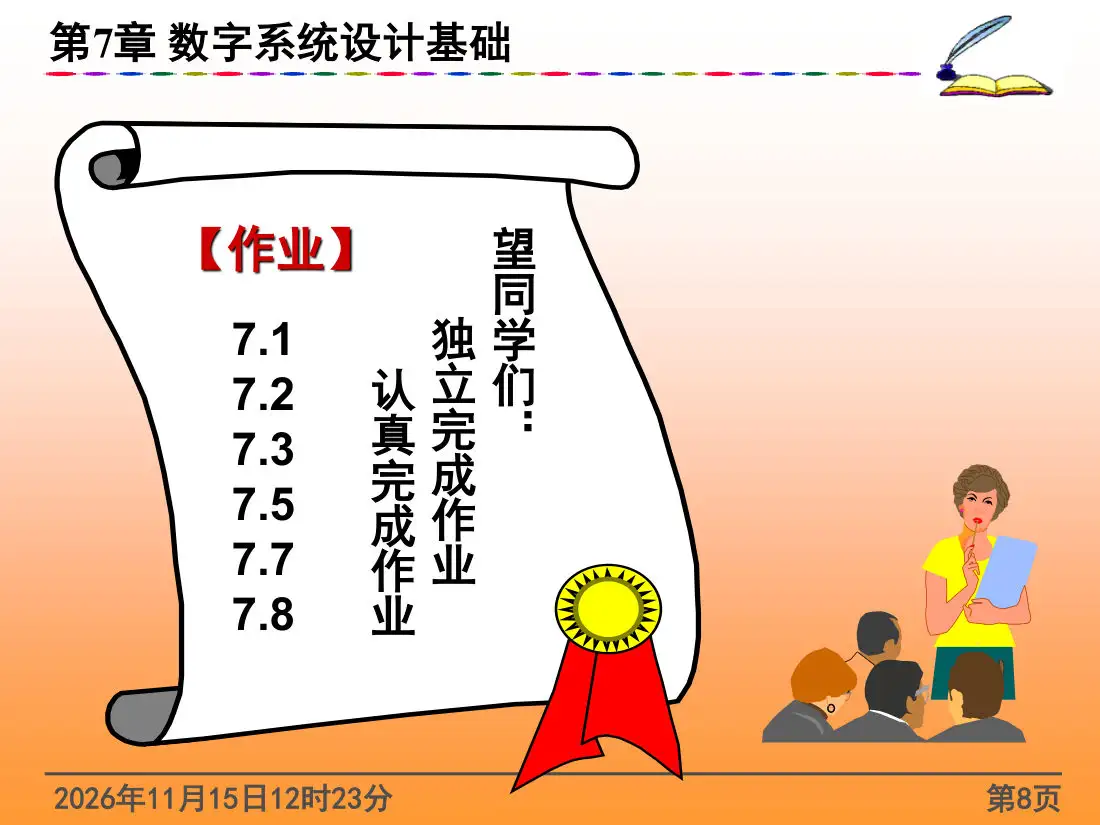 第7章 数字系统设计基础
【作业】
7.1
7.2
7.3
7.5
7.7
7.8
望同学们…
独立完成作业
认真完成作业
2026年11月15日12时23分
第8页